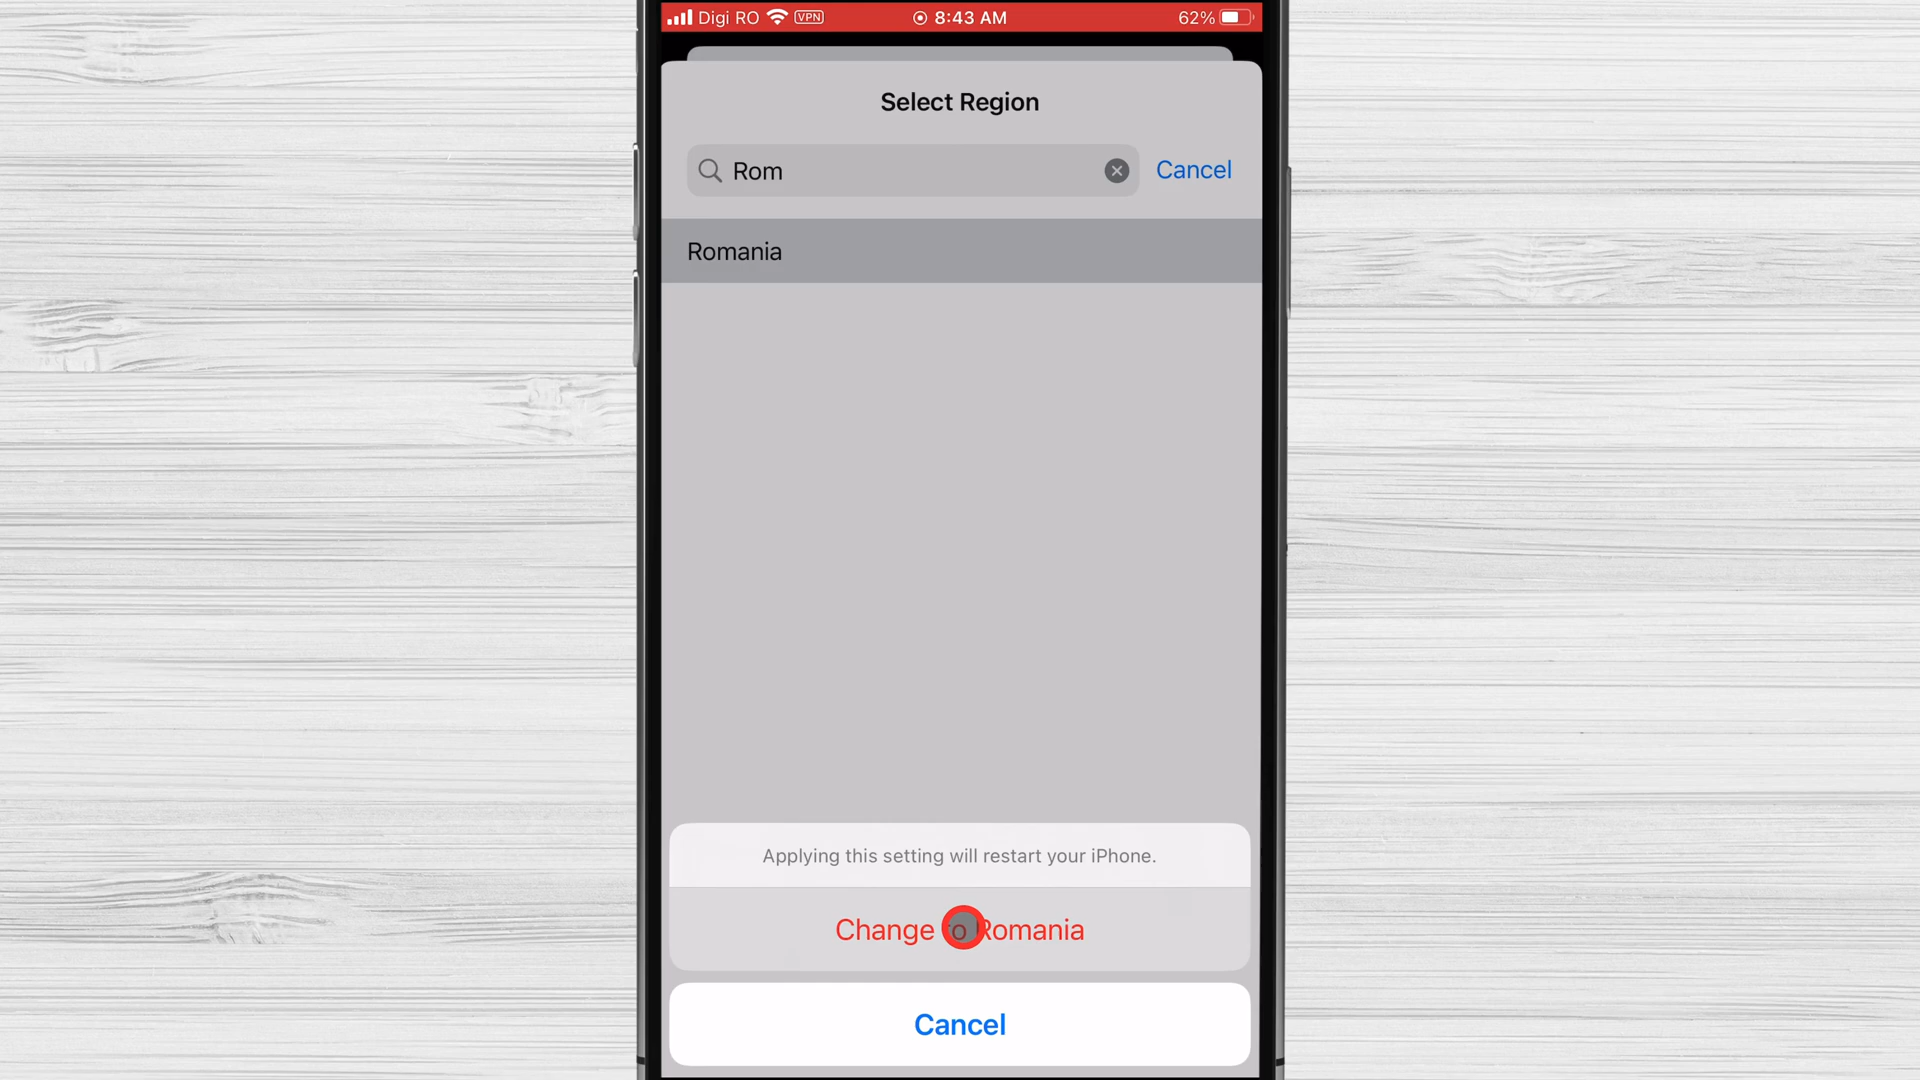 Digi RO VPN 8:43 AM 62%
Select Region
Rom Cancel
Romania
Applying this setting will restart your iPhone.
Change to Romania
Cancel